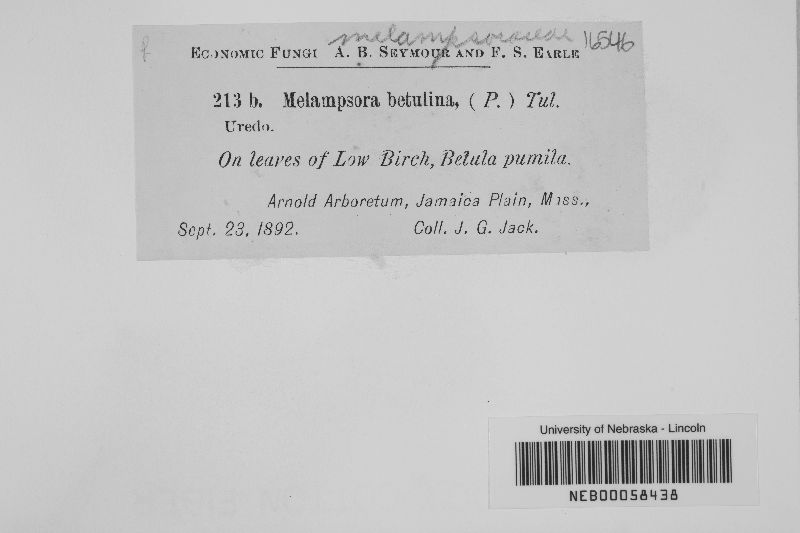 melampsoraceae 16546
ECONOMIC FUNGI A. B. SEYMOUR AND F. S. EARLE
213 b. Melampsora betulina, ( P. ) Tul.
Uredo.
On leaves of Low Birch, Betula pumila.
Arnold Arboretum, Jamaica Plain, Mass.,
Sept. 23, 1892. Coll. J. G. Jack.
University of Nebraska - Lincoln
NEB00058438